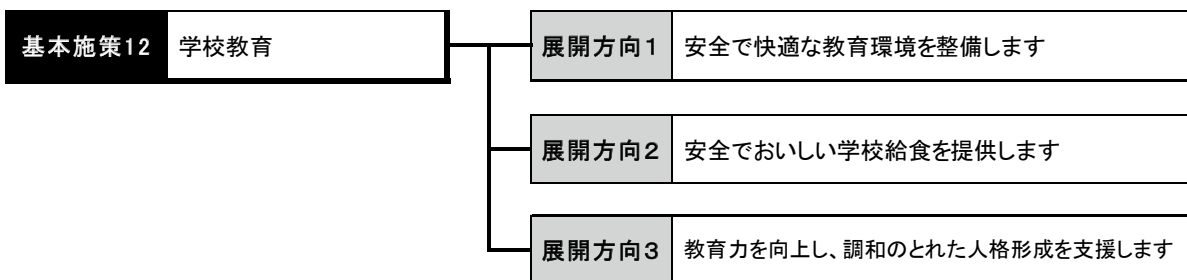 基本施策12 学校教育
展開方向1 安全で快適な教育環境を整備します
展開方向2 安全でおいしい学校給食を提供します
展開方向3 教育力を向上し、調和のとれた人格形成を支援します